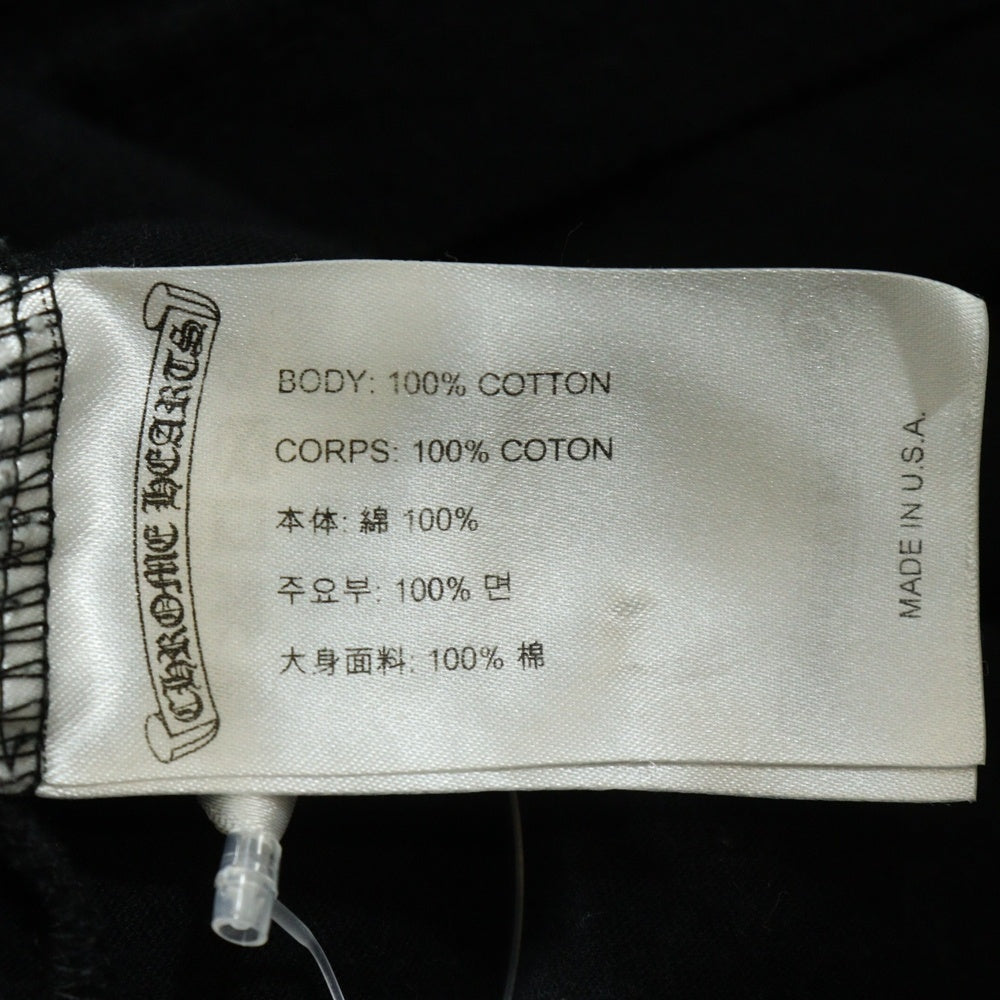 CHROME HEARTS
BODY: 100% COTTON
CORPS: 100% COTON
本体: 綿 100%
주요부: 100% 면
大身面料: 100% 棉
MADE IN U.S.A.